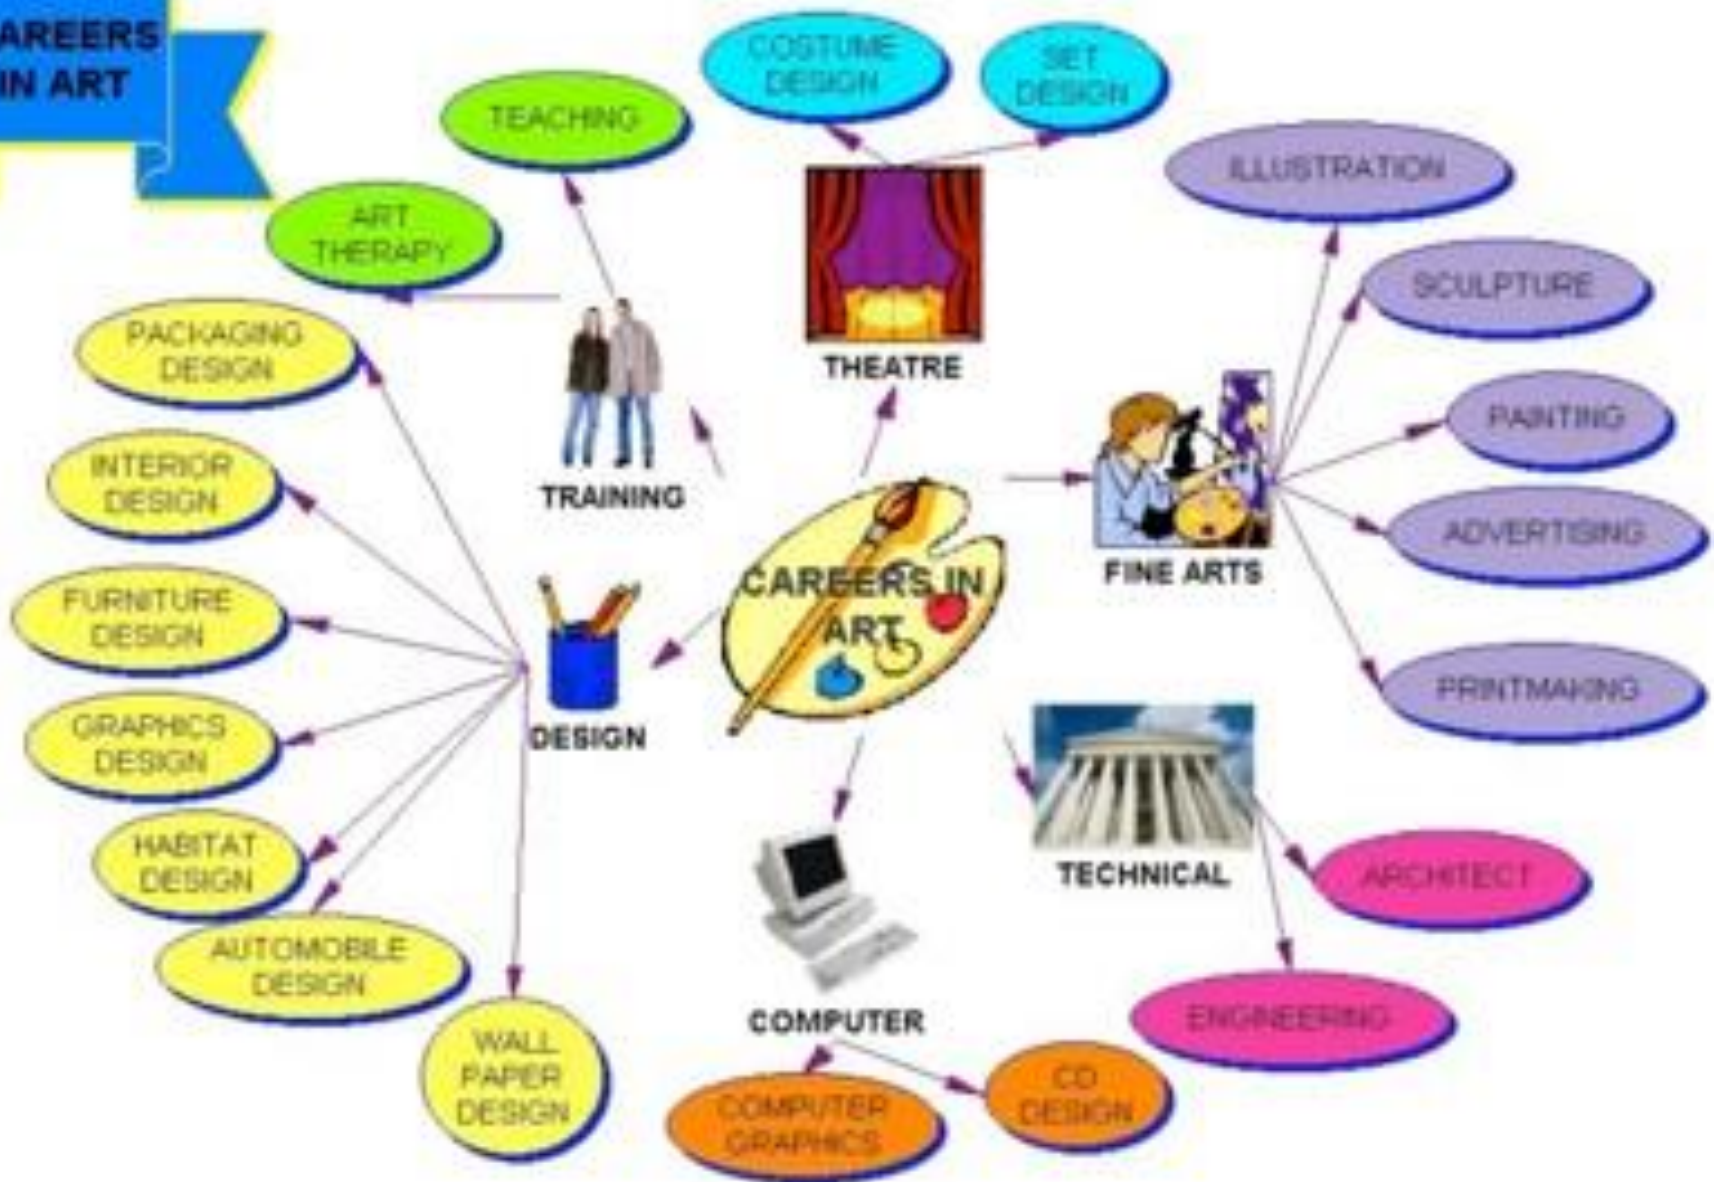 AREERS
IN ART
COSTUME
DESIGN
SET
DESIGN
TEACHING
ILLUSTRATION
ART
THERAPY
SCULPTURE
PACKAGING
DESIGN
THEATRE
PAINTING
INTERIOR
DESIGN
TRAINING
ADVERTISING
FINE ARTS
CAREERS IN
ART
FURNITURE
DESIGN
PRINTMAKING
GRAPHICS
DESIGN
DESIGN
HABITAT
DESIGN
TECHNICAL
ARCHITECT
AUTOMOBILE
DESIGN
COMPUTER
ENGINEERING
WALL
PAPER
DESIGN
COMPUTER
GRAPHICS
CD
DESIGN